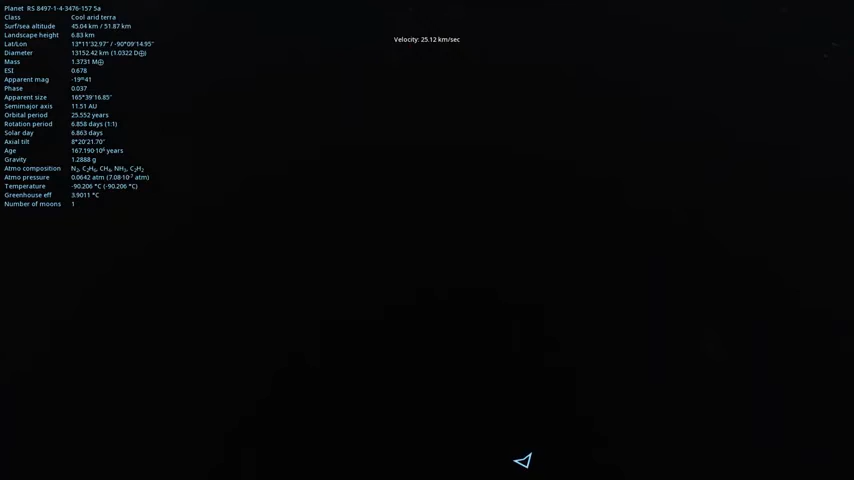 Planet RS 8497-1-4-3476-157 5a
Class Cool arid terra
Surf/sea altitude 45.04 km / 51.87 km
Landscape height 6.83 km
Lat/Lon 13°11'32.97" / -90°09'14.95"
Diameter 13152.42 km (1.0322 D⊕)
Mass 1.3731 M⊕
ESI 0.678
Apparent mag -19ᵐ41
Phase 0.037
Apparent size 165°39'16.85"
Semimajor axis 11.51 AU
Orbital period 25.552 years
Rotation period 6.858 days (1:1)
Solar day 6.863 days
Axial tilt 8°20'21.70"
Age 167.190·10⁶ years
Gravity 1.2888 g
Atmo composition N₂, C₂H₆, CH₄, NH₃, C₂H₂
Atmo pressure 0.0642 atm (7.08·10⁻⁷ atm)
Temperature -90.206 °C (-90.206 °C)
Greenhouse eff 3.9011 °C
Number of moons 1
Velocity: 25.12 km/sec